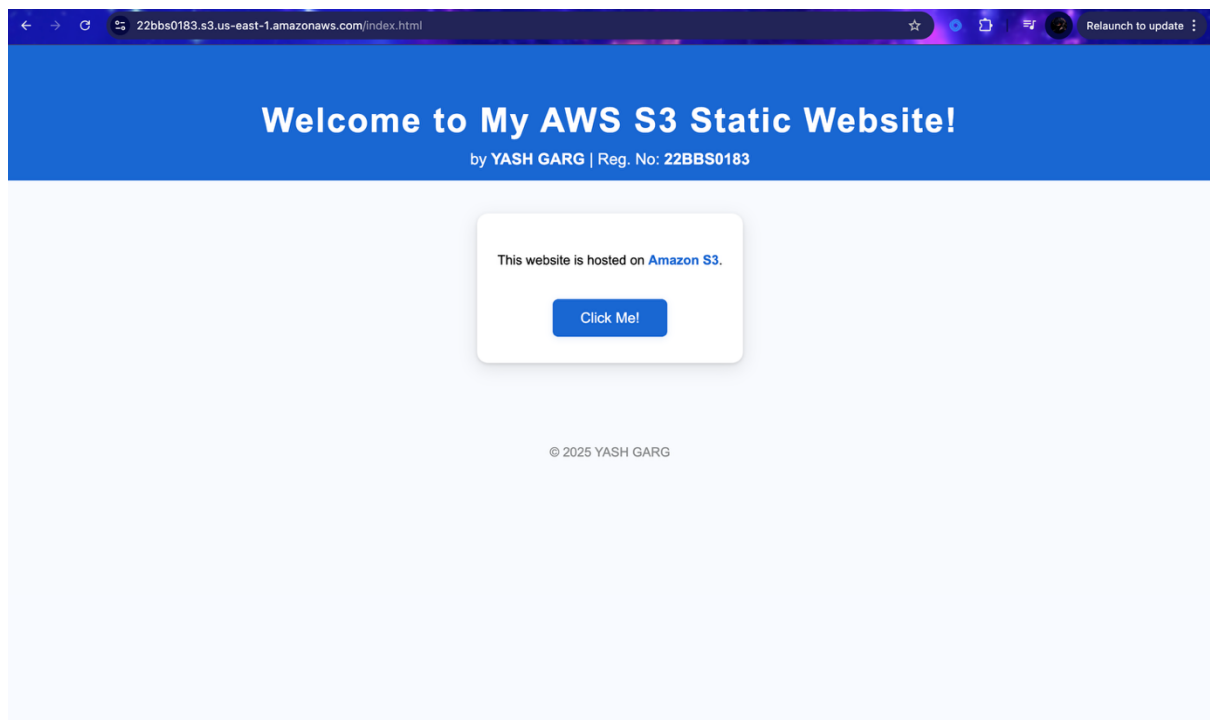 22bbs0183.s3.us-east-1.amazonaws.com/index.html
Relaunch to update
Welcome to My AWS S3 Static Website!
by YASH GARG | Reg. No: 22BBS0183
This website is hosted on Amazon S3.
Click Me!
© 2025 YASH GARG